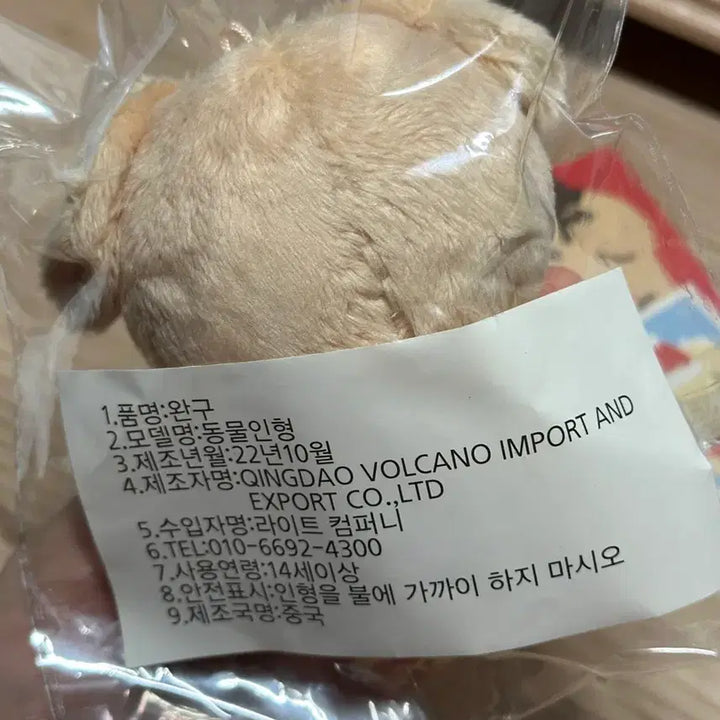 1.품명:완구
2.모델명:동물인형
3.제조년월:22년10월
4.제조자명:QINGDAO VOLCANO IMPORT AND
EXPORT CO.,LTD
5.수입자명:라이트 컴퍼니
6.TEL:010-6692-4300
7.사용연령:14세이상
8.안전표시:인형을 불에 가까이 하지 마시오
9.제조국명:중국